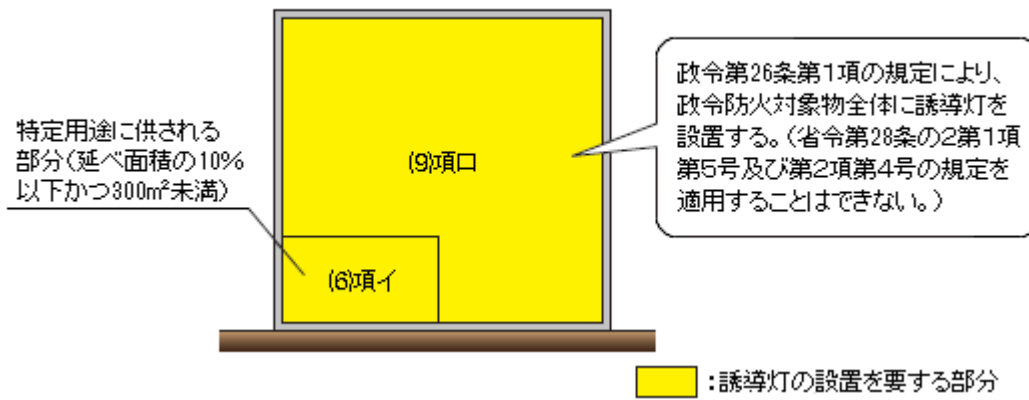 政令第26条第1項の規定により、
政令防火対象物全体に誘導灯を
設置する。(省令第28条の2第1項
第5号及び第2項第4号の規定を
適用することはできない。)
特定用途に供される
部分(延べ面積の10%
以下かつ300㎡未満)
(9)項ロ
(6)項イ
:誘導灯の設置を要する部分